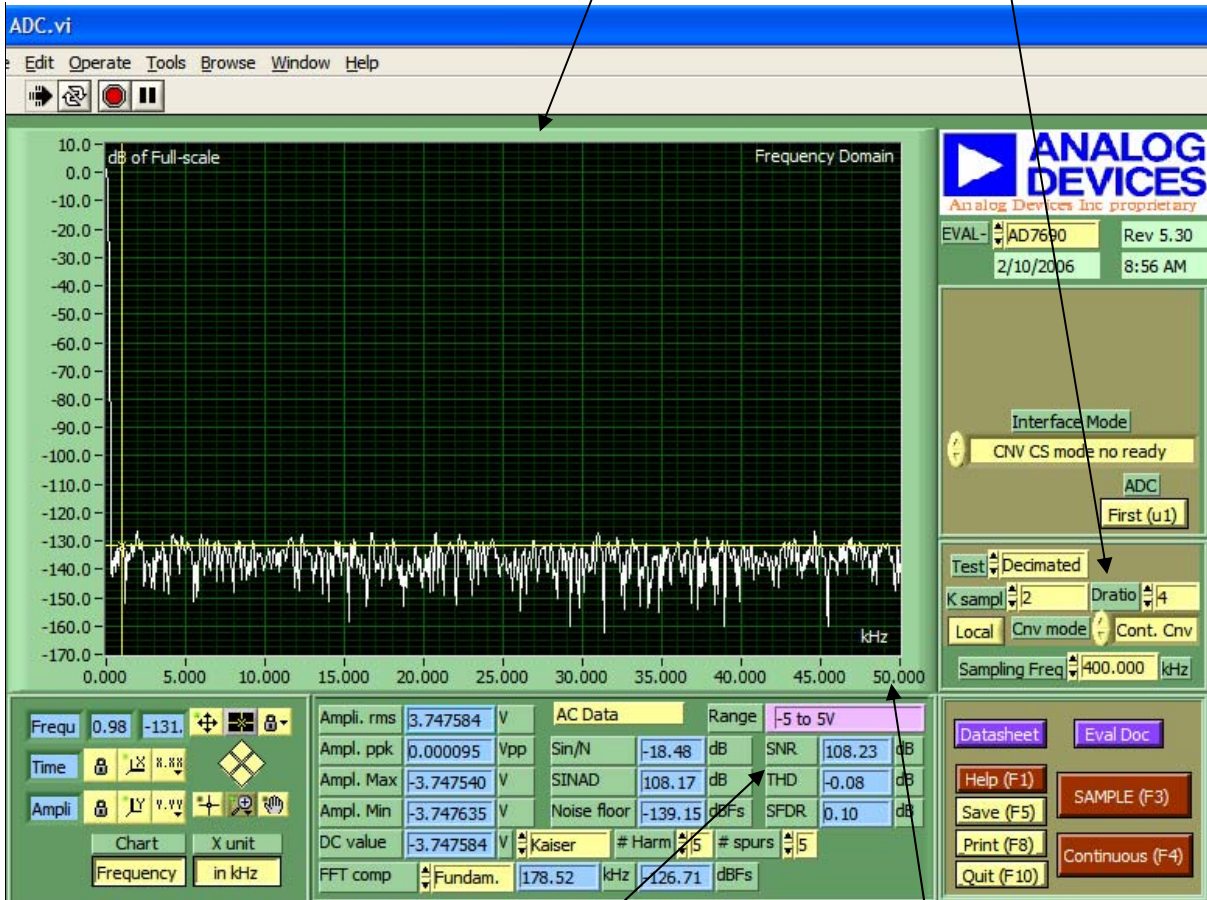 ADC.vi
Edit Operate Tools Browse Window Help
dB of Full-scale
Frequency Domain
10.0
0.0
-10.0
-20.0
-30.0
-40.0
-50.0
-60.0
-70.0
-80.0
-90.0
-100.0
-110.0
-120.0
-130.0
-140.0
-150.0
-160.0
-170.0
kHz
0.000 5.000 10.000 15.000 20.000 25.000 30.000 35.000 40.000 45.000 50.000
ANALOG
DEVICES
Analog Devices Inc proprietary
EVAL- AD7690 Rev 5.30
2/10/2006 8:56 AM
Interface Mode
CNV CS mode no ready
ADC
First (u1)
Test Decimated
K sampl 2 Dratio 4
Local Cnv mode Cont. Cnv
Sampling Freq 400.000 kHz
Frequ 0.98 -131.
Time
Ampli
Chart X unit
Frequency in kHz
Ampli. rms 3.747584 V AC Data Range -5 to 5V
Ampl. ppk 0.000095 Vpp Sin/N -18.48 dB SNR 108.23 dB
Ampl. Max -3.747540 V SINAD 108.17 dB THD -0.08 dB
Ampl. Min -3.747635 V Noise floor -139.15 dBFs SFDR 0.10 dB
DC value -3.747584 V Kaiser # Harm 5 # spurs 5
FFT comp Fundam. 178.52 kHz -126.71 dBFs
Datasheet Eval Doc
Help (F1)
Save (F5)
Print (F8)
Quit (F10)
SAMPLE (F3)
Continuous (F4)